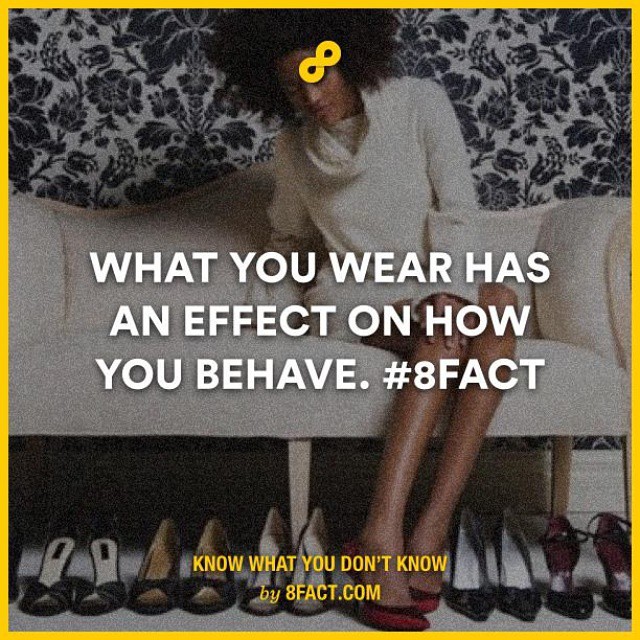 WHAT YOU WEAR HAS
AN EFFECT ON HOW
YOU BEHAVE. #8FACT
KNOW WHAT YOU DON'T KNOW
by 8FACT.COM